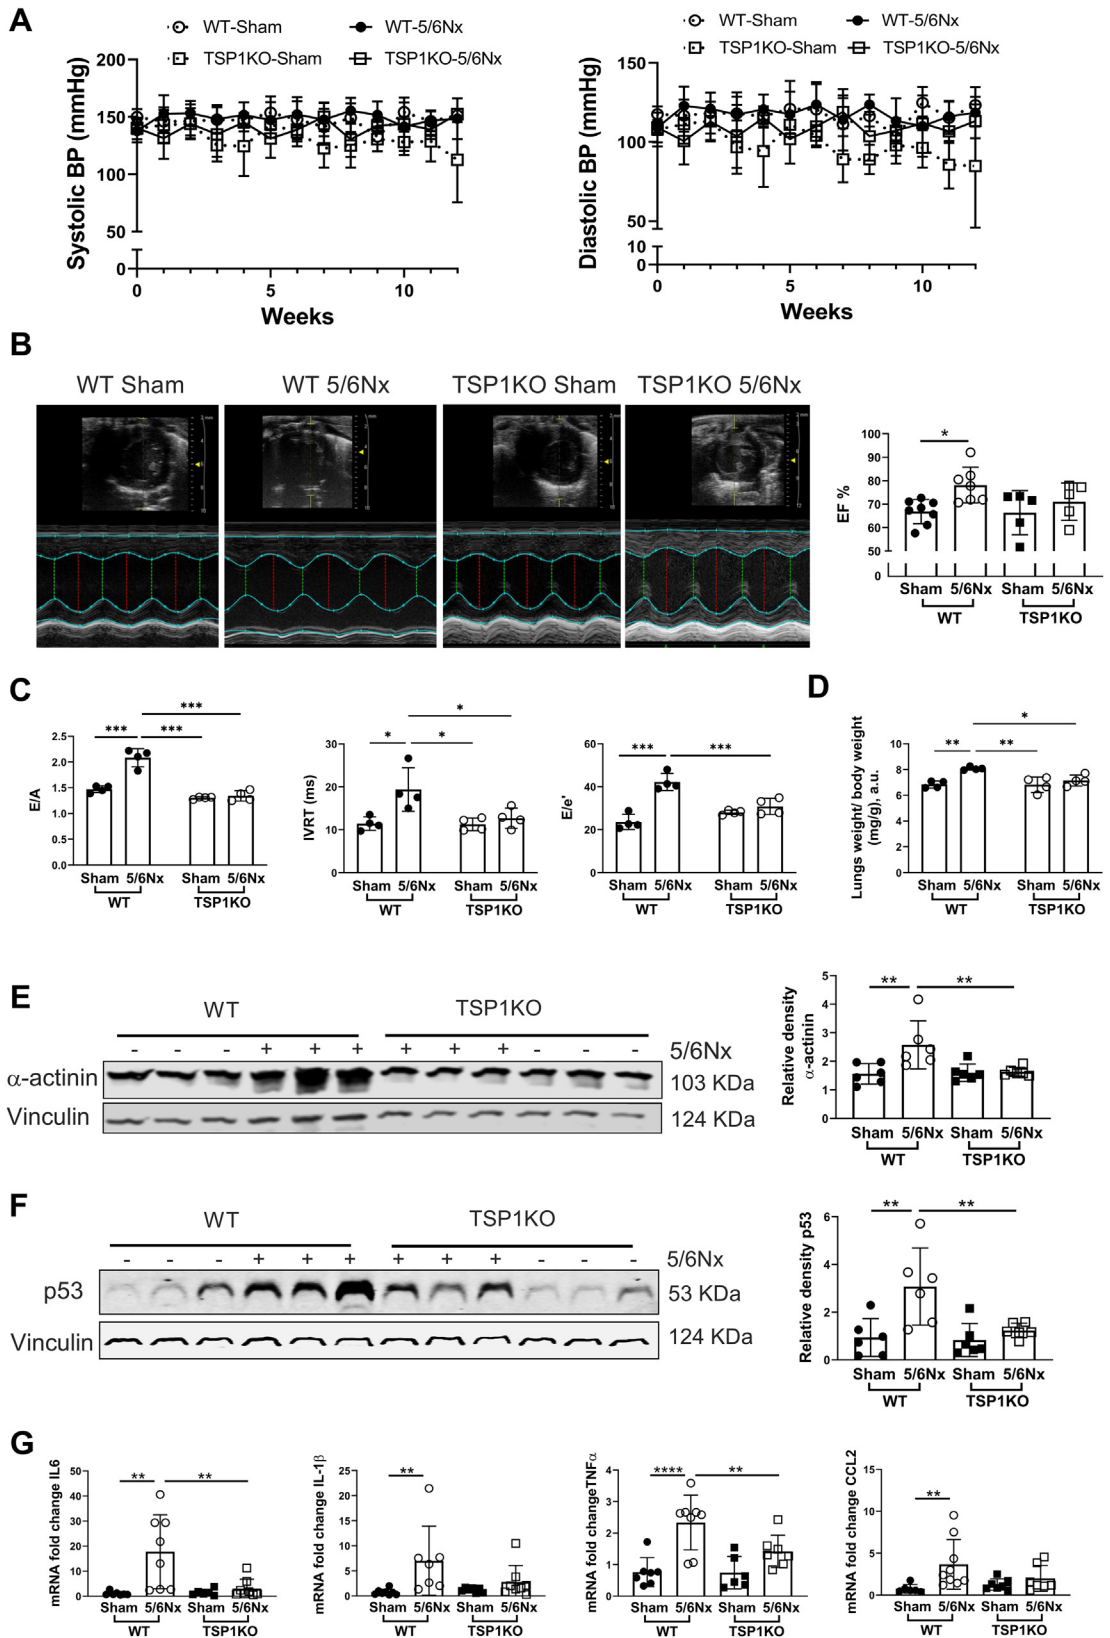 A
WT-Sham WT-5/6Nx
TSP1KO-Sham TSP1KO-5/6Nx
Systolic BP (mmHg)
200
150
100
50
0
0 5 10
Weeks
WT-Sham WT-5/6Nx
TSP1KO-Sham TSP1KO-5/6Nx
Diastolic BP (mmHg)
150
100
50
10
0
0 5 10
Weeks
B
WT Sham WT 5/6Nx TSP1KO Sham TSP1KO 5/6Nx
EF %
100
90
80
70
60
50
0
*
Sham 5/6Nx Sham 5/6Nx
WT TSP1KO
C
E/A
2.5
2.0
1.5
1.0
0.5
0.0
***
*** ***
Sham 5/6Nx Sham 5/6Nx
WT TSP1KO
IVRT (ms)
30
20
10
0
*
* *
Sham 5/6Nx Sham 5/6Nx
WT TSP1KO
E/e'
60
40
20
0
*** ***
Sham 5/6Nx Sham 5/6Nx
WT TSP1KO
D
Lungs weight/ body weight
(mg/g), a.u.
10
8
6
4
2
0
*
** **
Sham 5/6Nx Sham 5/6Nx
WT TSP1KO
E
WT TSP1KO
- - - + + + + + + - - - 5/6Nx
α-actinin 103 KDa
Vinculin 124 KDa
Relative density
α-actinin
5
4
3
2
1
0
** **
Sham 5/6Nx Sham 5/6Nx
WT TSP1KO
F
WT TSP1KO
- - - + + + + + + - - - 5/6Nx
p53 53 KDa
Vinculin 124 KDa
Relative density p53
6
4
2
0
** **
Sham 5/6Nx Sham 5/6Nx
WT TSP1KO
G
mRNA fold change IL6
50
40
30
20
10
0
** **
Sham 5/6Nx Sham 5/6Nx
WT TSP1KO
mRNA fold change IL-1β
25
20
15
10
5
0
**
Sham 5/6Nx Sham 5/6Nx
WT TSP1KO
mRNA fold changeTNFα
4
3
2
1
0
**** **
Sham 5/6Nx Sham 5/6Nx
WT TSP1KO
mRNA fold change CCL2
15
10
5
0
**
Sham 5/6Nx Sham 5/6Nx
WT TSP1KO